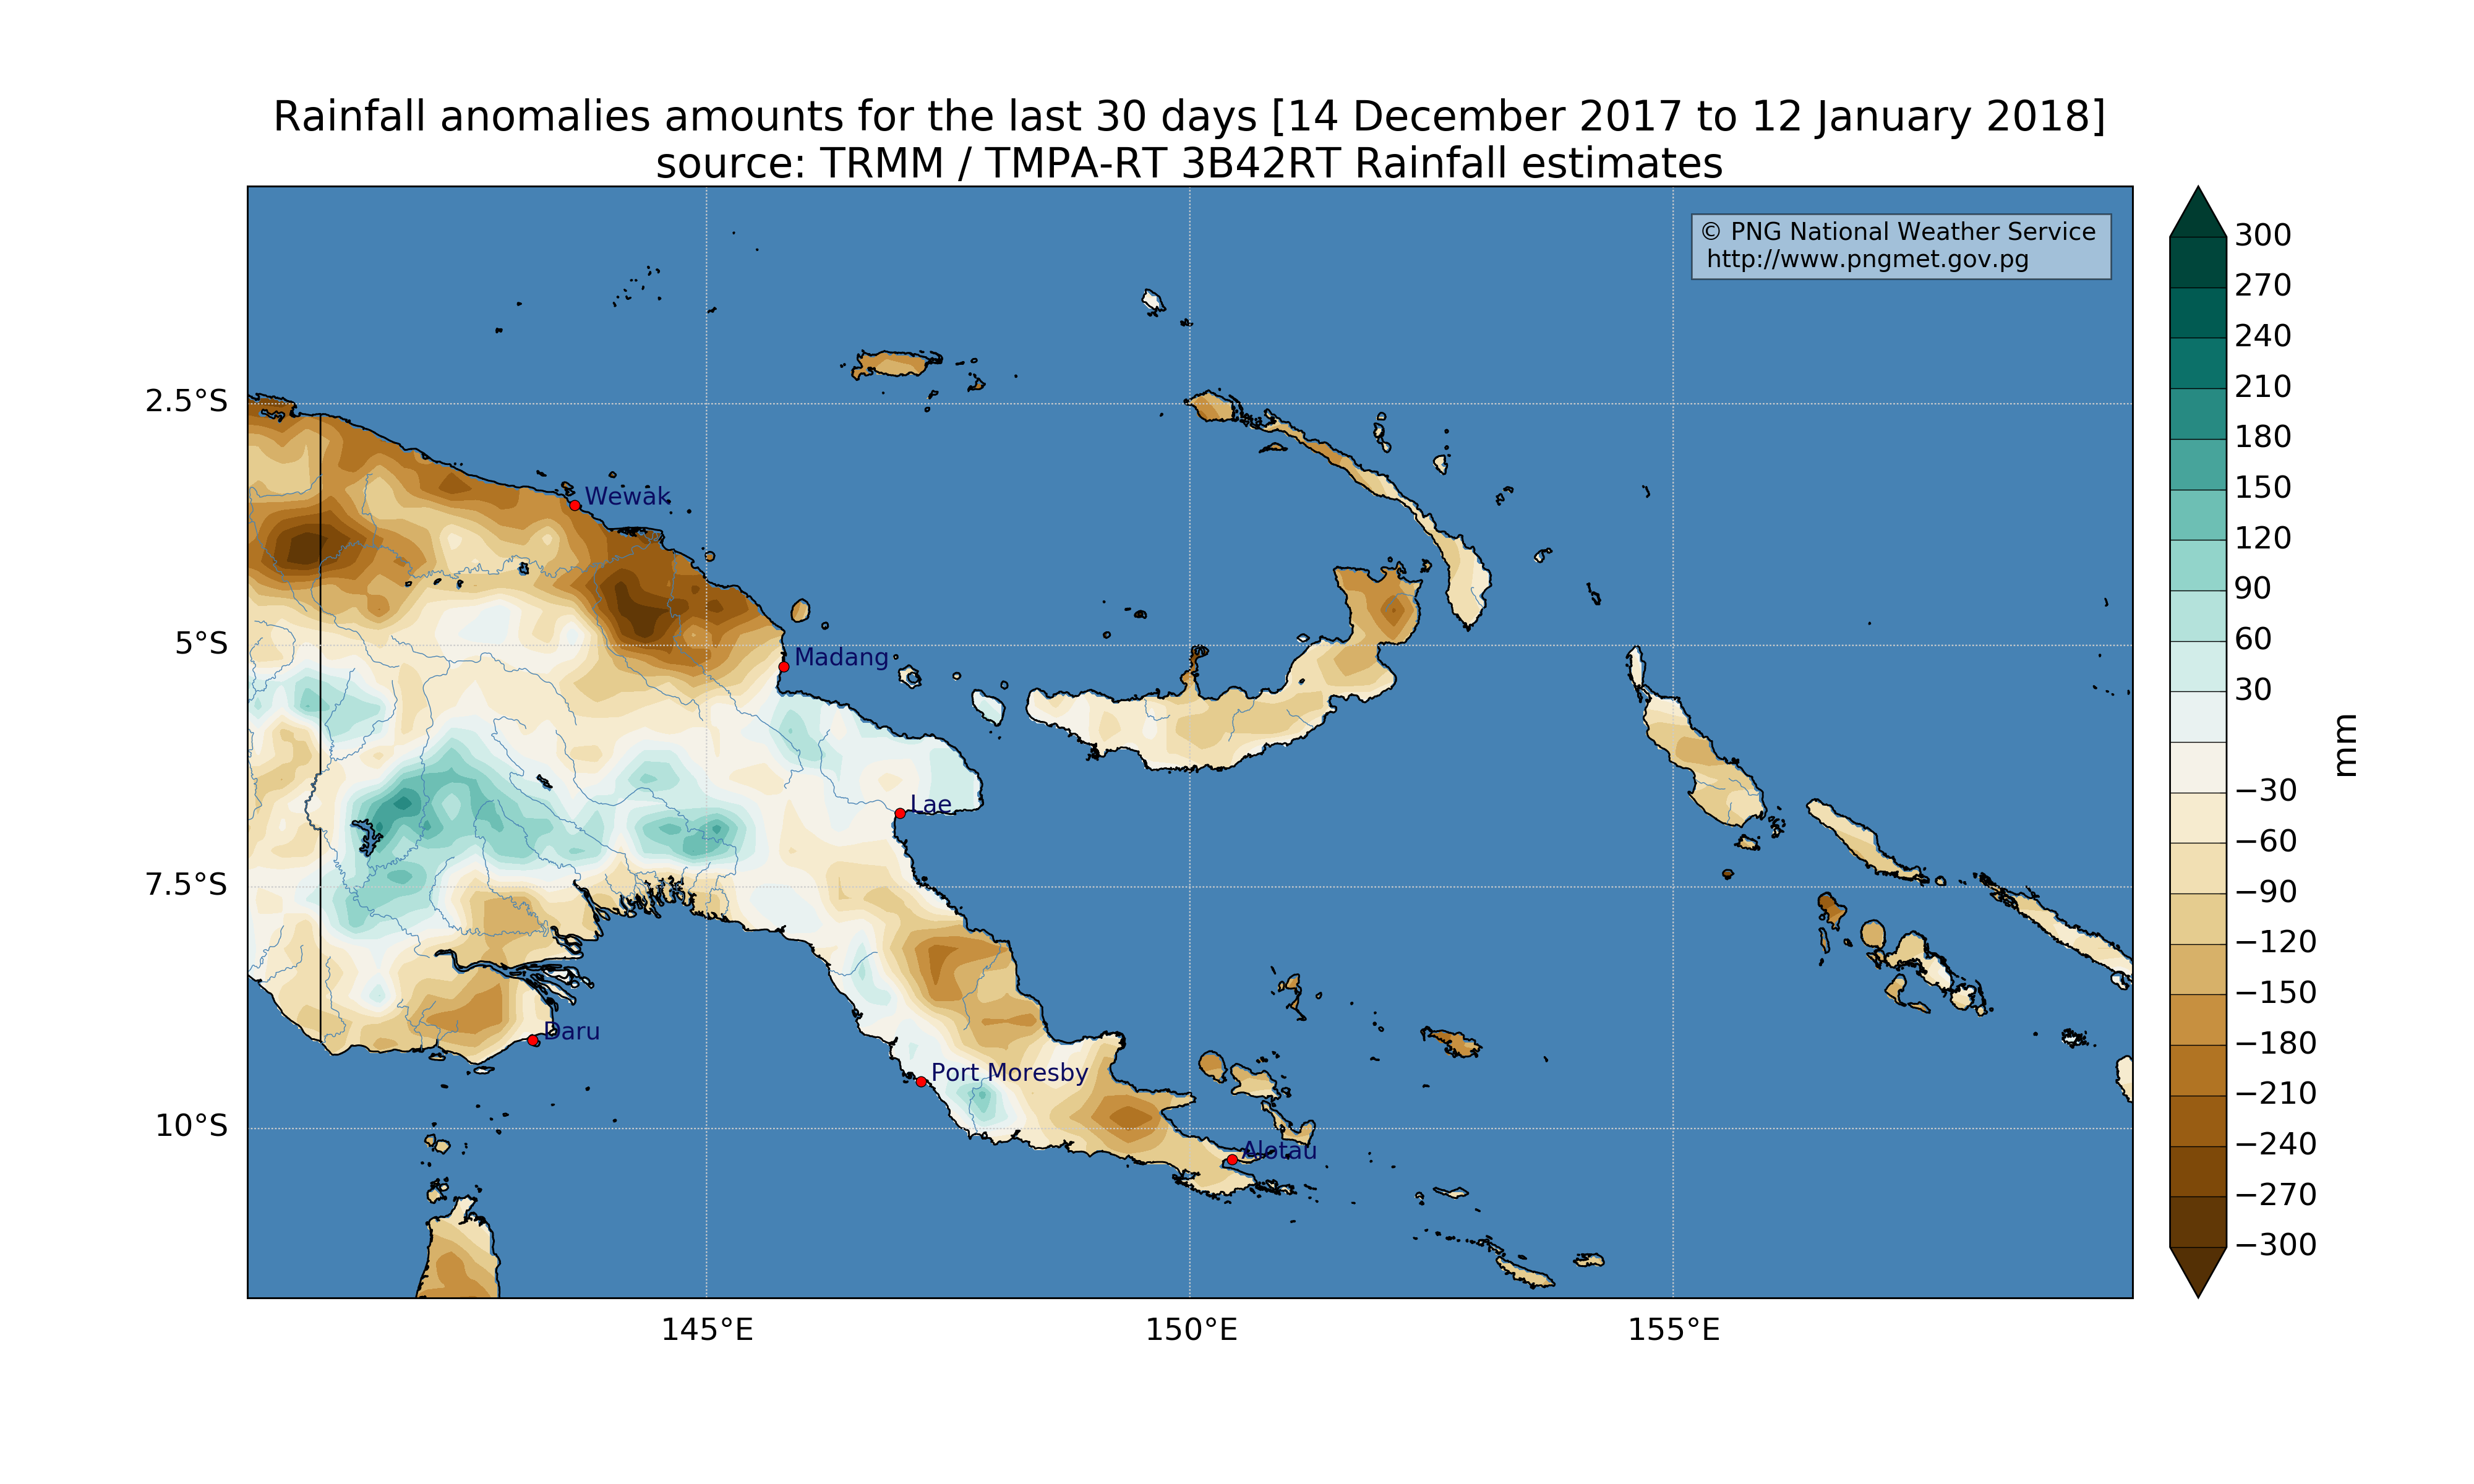 Rainfall anomalies amounts for the last 30 days [14 December 2017 to 12 January 2018]
source: TRMM / TMPA-RT 3B42RT Rainfall estimates
© PNG National Weather Service
http://www.pngmet.gov.pg
2.5°S
5°S
7.5°S
10°S
Wewak
Madang
Lae
Daru
Port Moresby
Alotau
145°E
150°E
155°E
300
270
240
210
180
150
120
90
60
30
−30
−60
−90
−120
−150
−180
−210
−240
−270
−300
mm